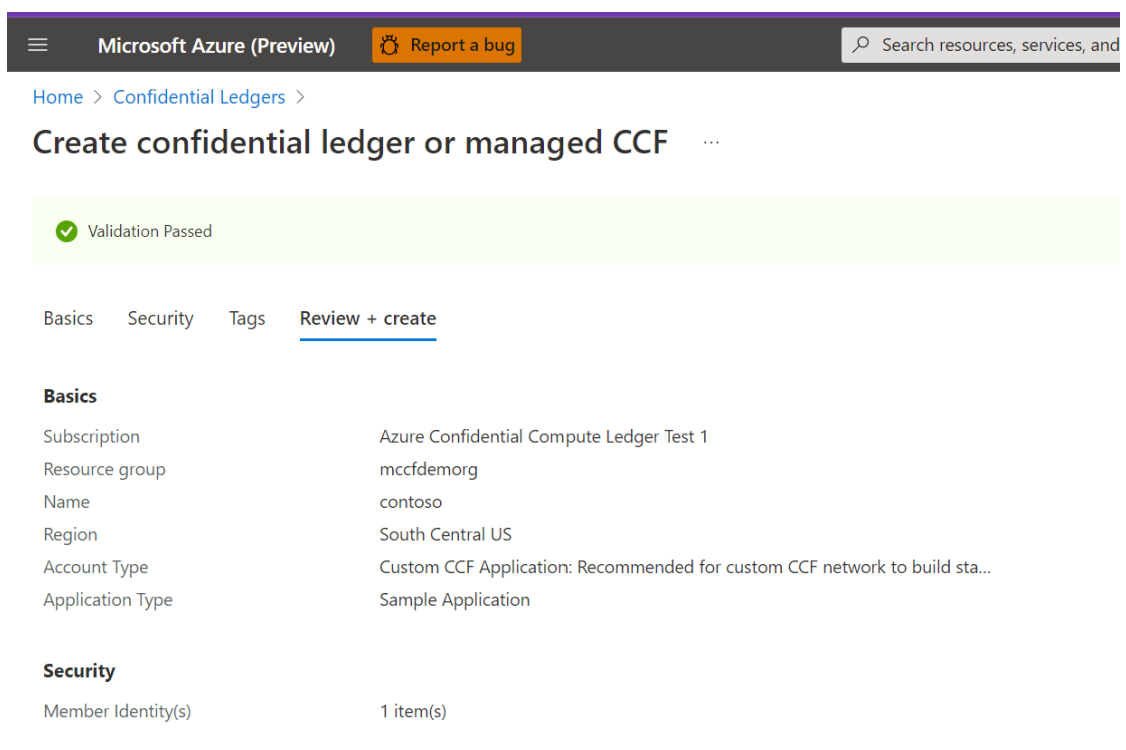 Microsoft Azure (Preview) Report a bug Search resources, services, and
Home > Confidential Ledgers >
Create confidential ledger or managed CCF ...
Validation Passed
Basics Security Tags Review + create
Basics
Subscription Azure Confidential Compute Ledger Test 1
Resource group mccfdemorg
Name contoso
Region South Central US
Account Type Custom CCF Application: Recommended for custom CCF network to build sta...
Application Type Sample Application
Security
Member Identity(s) 1 item(s)